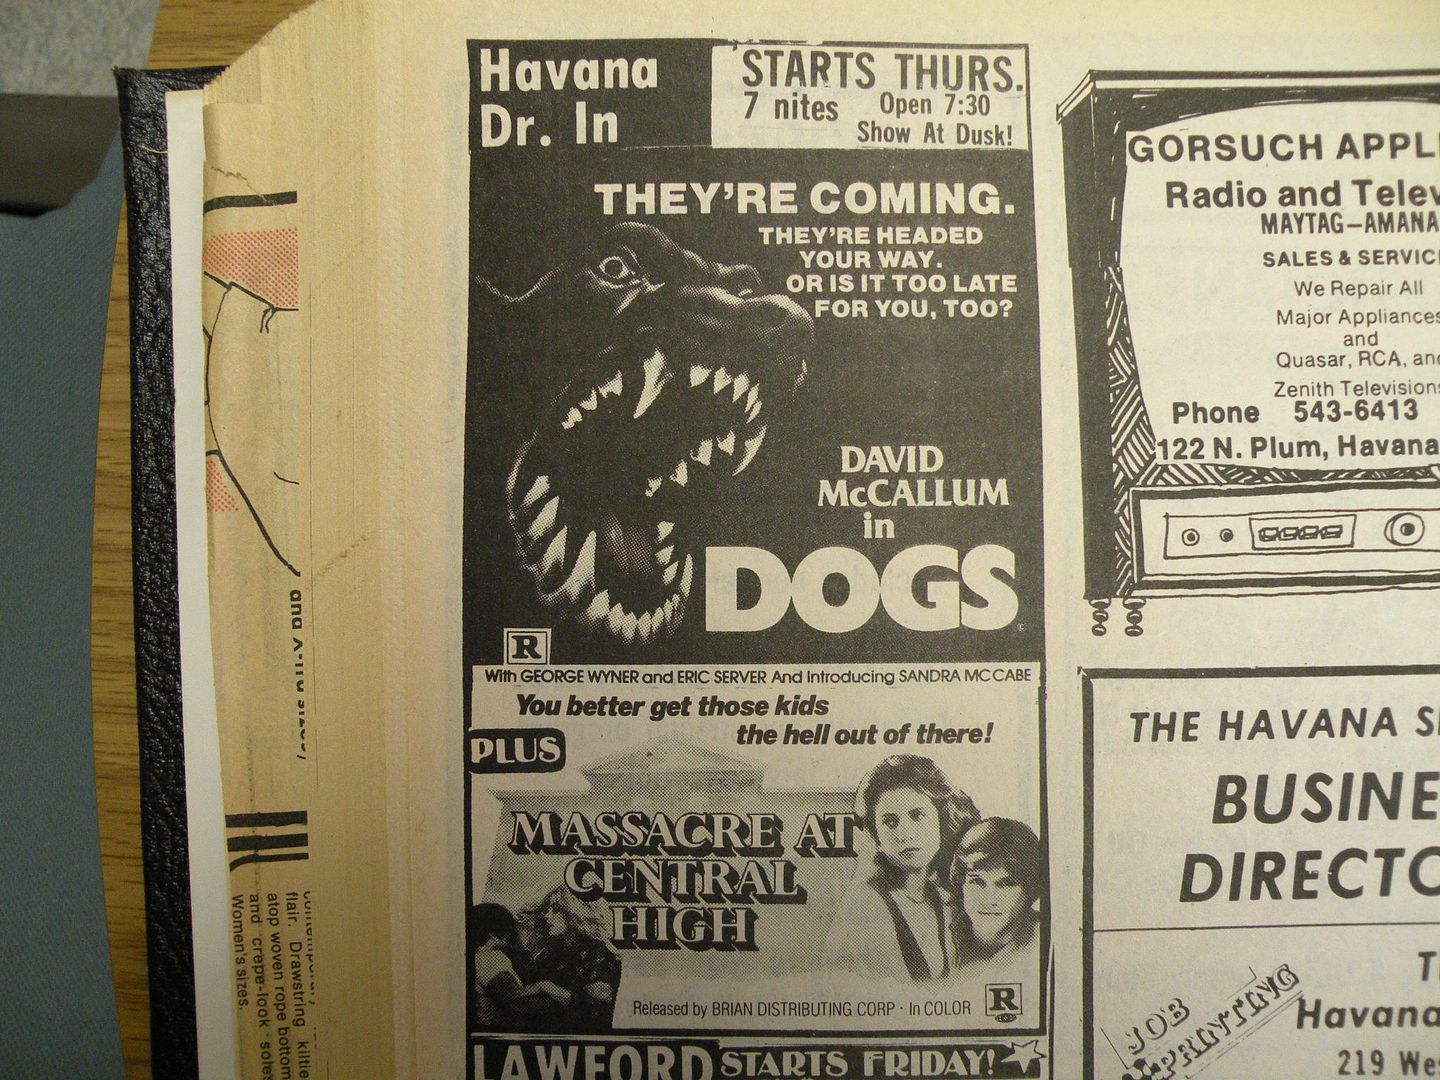 Havana
Dr. In
STARTS THURS.
7 nites Open 7:30
Show At Dusk!
THEY'RE COMING.
THEY'RE HEADED
YOUR WAY.
OR IS IT TOO LATE
FOR YOU, TOO?
DAVID
McCALLUM
in
DOGS
R
With GEORGE WYNER and ERIC SERVER And Introducing SANDRA MC CABE
You better get those kids
the hell out of there!
PLUS
MASSACRE AT
CENTRAL
HIGH
Released by BRIAN DISTRIBUTING CORP · In COLOR
R
LAWFORD STARTS FRIDAY!
GORSUCH APPL
Radio and Telev
MAYTAG—AMANA
SALES & SERVIC
We Repair All
Major Appliances
and
Quasar, RCA, and
Zenith Televisions
Phone 543-6413
122 N. Plum, Havana
THE HAVANA
BUSINE
DIRECTO
JOB
PRINTING
Havana
219 We
flair. Drawstring kiltie
atop woven rope bottom
and crepe-look soles
Women's sizes.